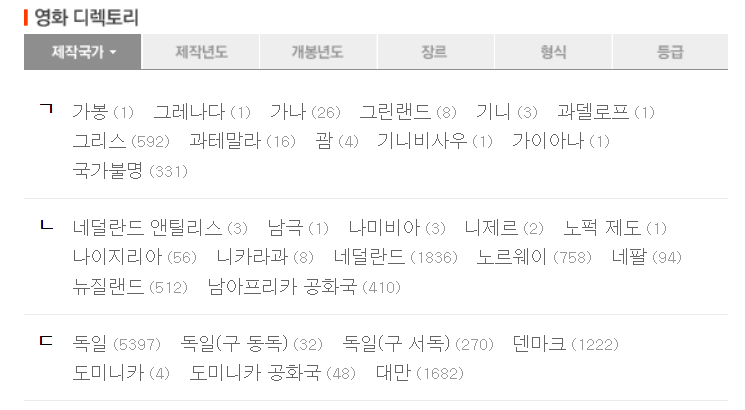 영화 디렉토리
제작국가 제작년도 개봉년도 장르 형식 등급
ㄱ 가봉 (1) 그레나다 (1) 가나 (26) 그린랜드 (8) 기니 (3) 과델로프 (1)
그리스 (592) 과테말라 (16) 괌 (4) 기니비사우 (1) 가이아나 (1)
국가불명 (331)
ㄴ 네덜란드 앤틸리스 (3) 남극 (1) 나미비아 (3) 니제르 (2) 노퍽 제도 (1)
나이지리아 (56) 니카라과 (8) 네덜란드 (1836) 노르웨이 (758) 네팔 (94)
뉴질랜드 (512) 남아프리카 공화국 (410)
ㄷ 독일 (5397) 독일(구 동독) (32) 독일(구 서독) (270) 덴마크 (1222)
도미니카 (4) 도미니카 공화국 (48) 대만 (1682)